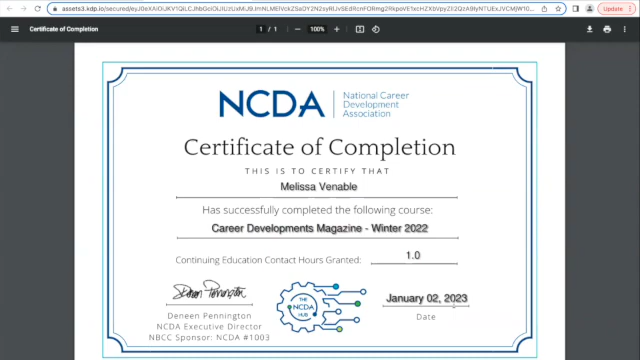 Update
Certificate of Completion
1 / 1
100%
NCDA
National Career
Development
Association
Certificate of Completion
THIS IS TO CERTIFY THAT
Melissa Venable
Has successfully completed the following course:
Career Developments Magazine - Winter 2022
Continuing Education Contact Hours Granted:
1.0
Deneen Pennington
Deneen Pennington
NCDA Executive Director
NBCC Sponsor: NCDA #1003
THE
NCDA
HUB
January 02, 2023
Date